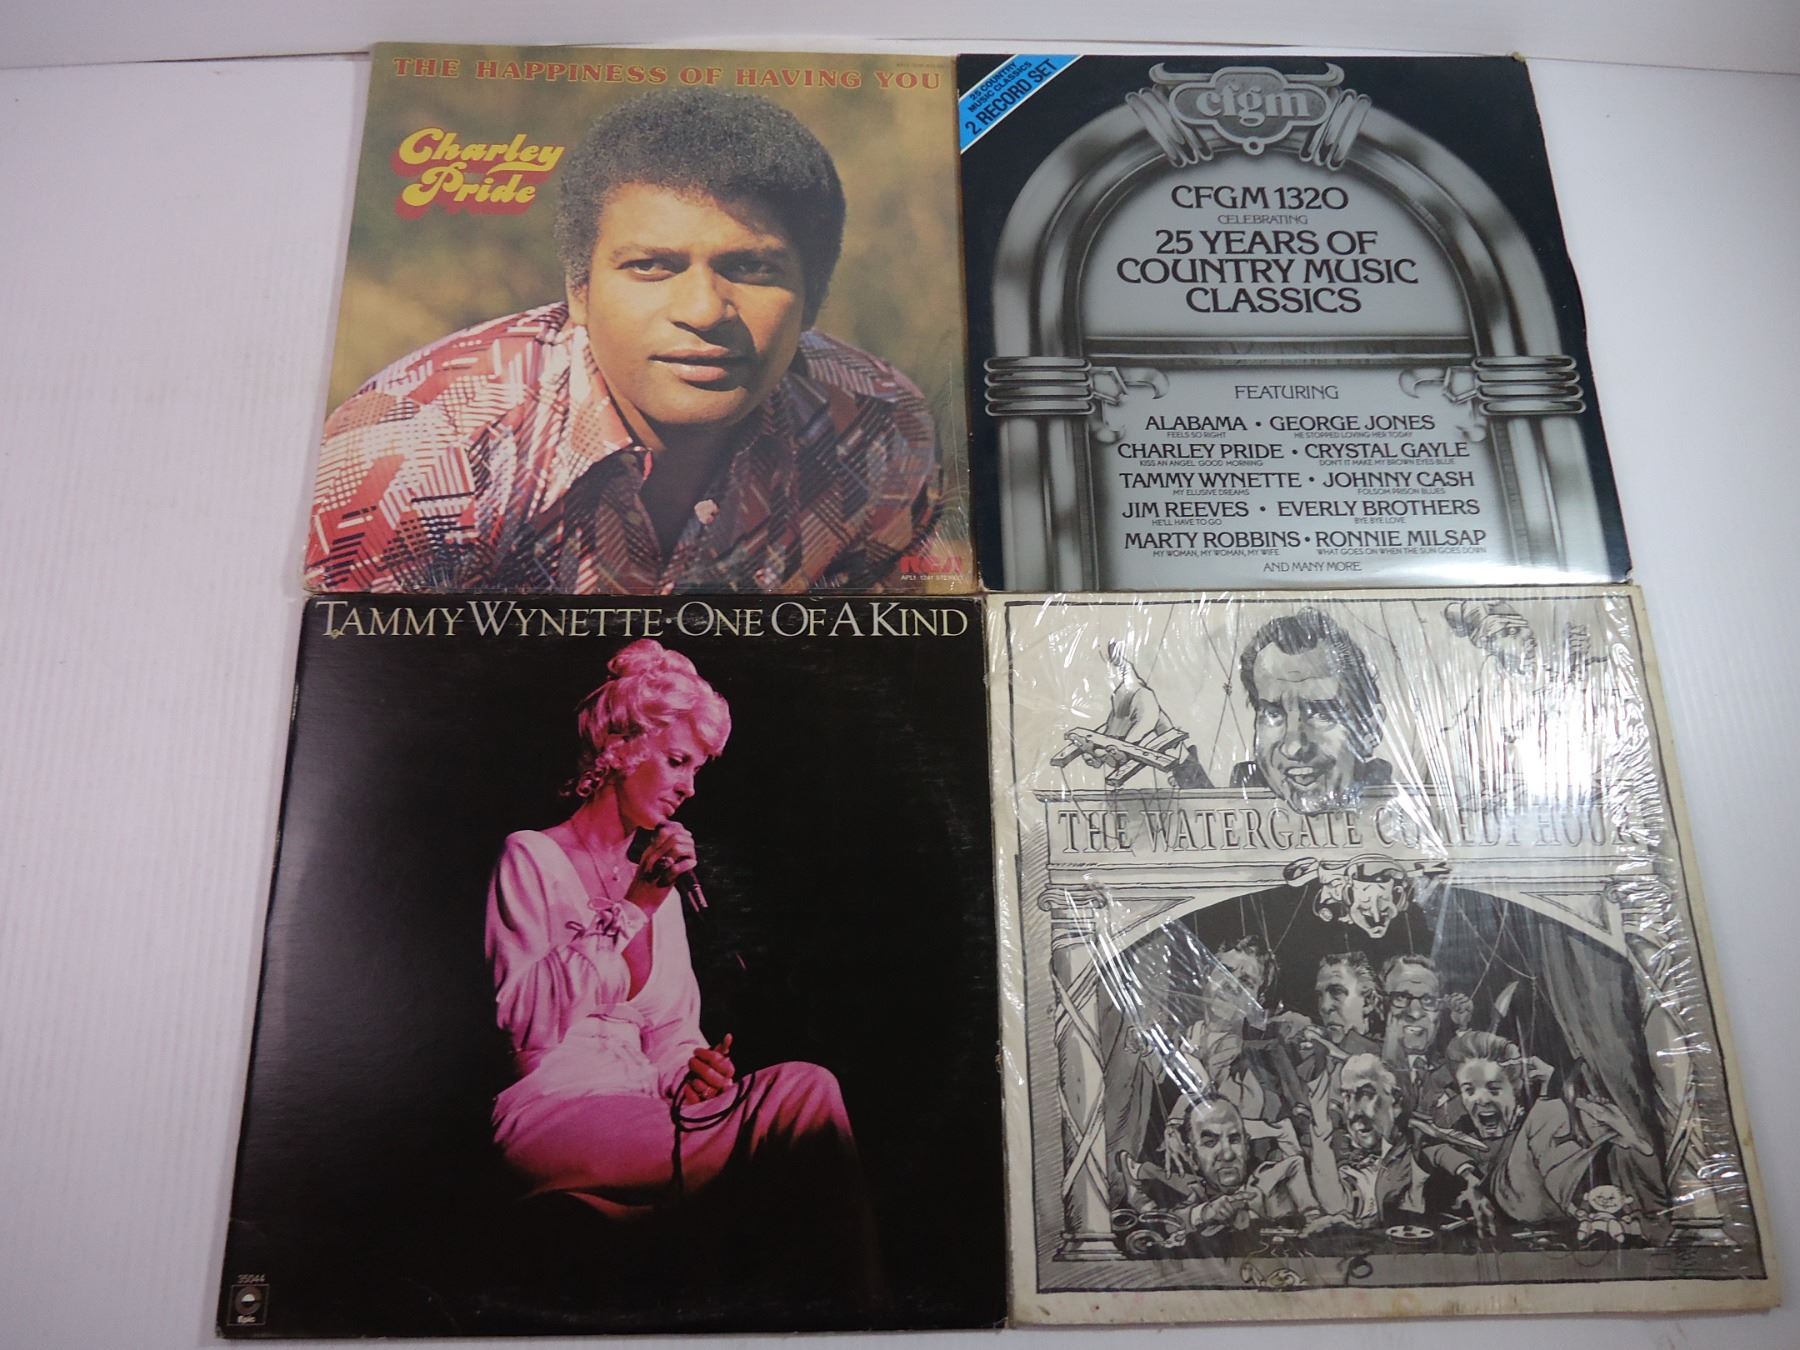 THE HAPPINESS OF HAVING YOU
Charley
Pride
RCA
APL1-1241 STEREO
25 COUNTRY
MUSIC CLASSICS
2 RECORD SET
cfgm
CFGM 1320
CELEBRATING
25 YEARS OF
COUNTRY MUSIC
CLASSICS
FEATURING
ALABAMA • GEORGE JONES
FEELS SO RIGHT HE STOPPED LOVING HER TODAY
CHARLEY PRIDE • CRYSTAL GAYLE
KISS AN ANGEL GOOD MORNING DON'T IT MAKE MY BROWN EYES BLUE
TAMMY WYNETTE • JOHNNY CASH
MY ELUSIVE DREAMS FOLSOM PRISON BLUES
JIM REEVES • EVERLY BROTHERS
HE'LL HAVE TO GO BYE BYE LOVE
MARTY ROBBINS • RONNIE MILSAP
MY WOMAN, MY WOMAN, MY WIFE WHAT GOES ON WHEN THE SUN GOES DOWN
AND MANY MORE
TAMMY WYNETTE • ONE OF A KIND
35044
Epic
THE WATERGATE COMEDY HOUR